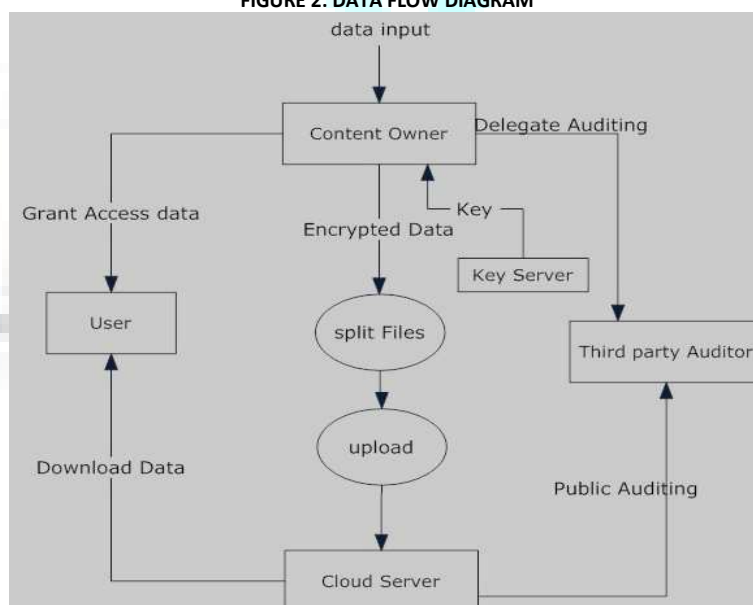 FIGURE 2: DATA FLOW DIAGRAM
data input
Content Owner
Delegate Auditing
Grant Access data
Key
Encrypted Data
Key Server
User
split Files
Third party Auditor
upload
Download Data
Public Auditing
Cloud Server